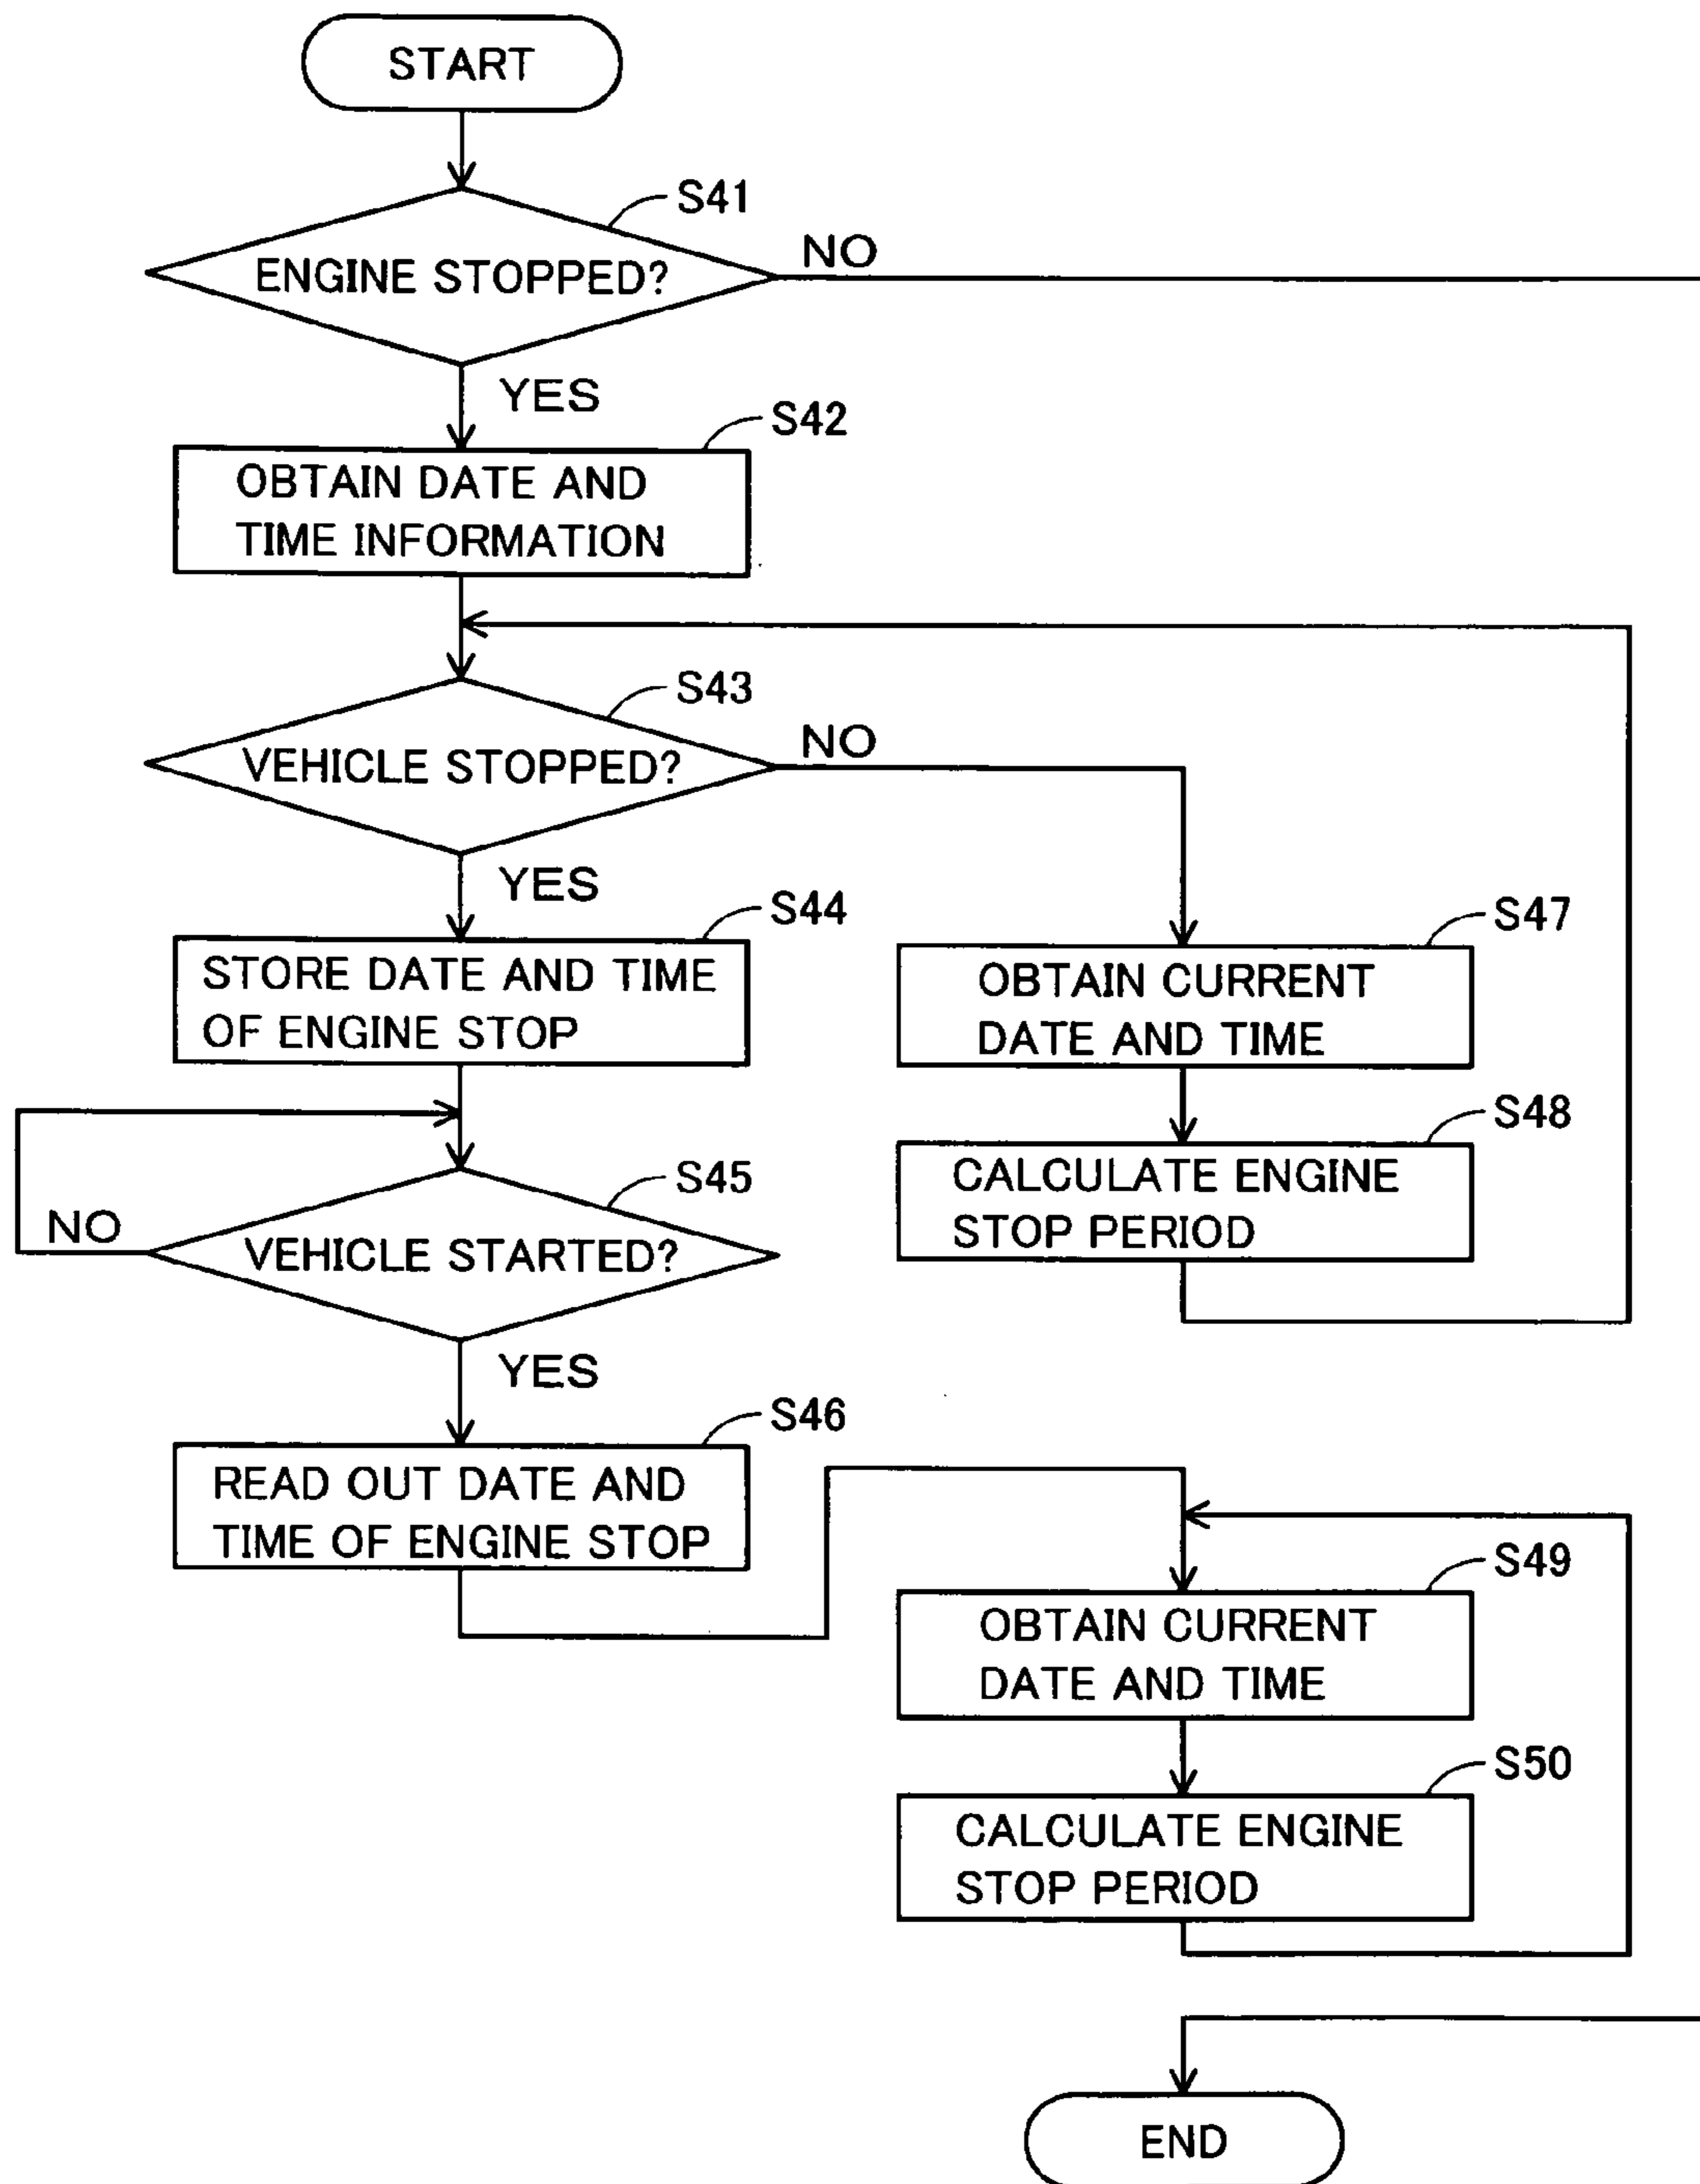 START
S41
ENGINE STOPPED?
NO
YES
S42
OBTAIN DATE AND
TIME INFORMATION
S43
VEHICLE STOPPED?
NO
YES
S44
STORE DATE AND TIME
OF ENGINE STOP
S47
OBTAIN CURRENT
DATE AND TIME
S48
CALCULATE ENGINE
STOP PERIOD
S45
VEHICLE STARTED?
NO
YES
S46
READ OUT DATE AND
TIME OF ENGINE STOP
S49
OBTAIN CURRENT
DATE AND TIME
S50
CALCULATE ENGINE
STOP PERIOD
END